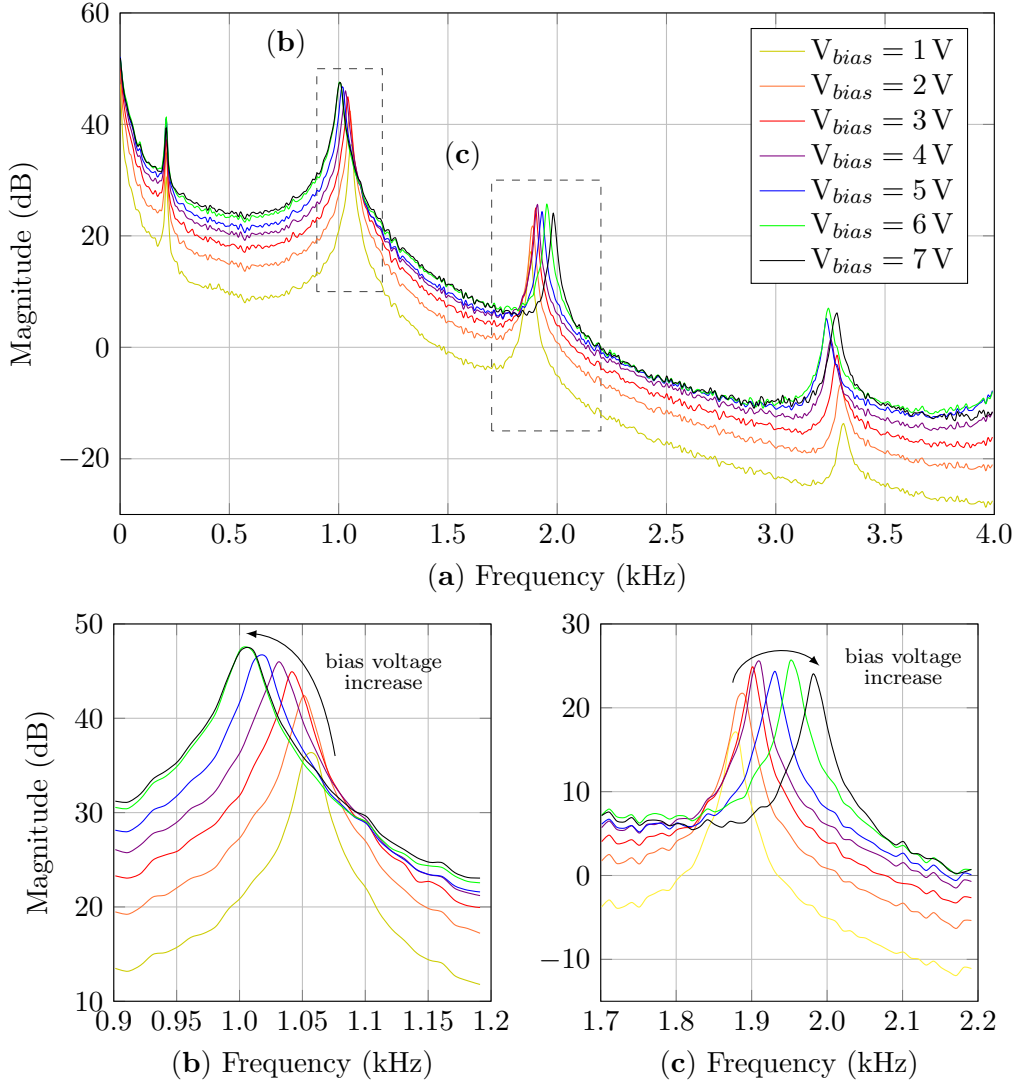 60
40
20
0
−20
Magnitude (dB)
(b)
(c)
V_bias = 1 V
V_bias = 2 V
V_bias = 3 V
V_bias = 4 V
V_bias = 5 V
V_bias = 6 V
V_bias = 7 V
0 0.5 1.0 1.5 2.0 2.5 3.0 3.5 4.0
(a) Frequency (kHz)
50
40
30
20
10
Magnitude (dB)
bias voltage
increase
0.9 0.95 1.0 1.05 1.1 1.15 1.2
(b) Frequency (kHz)
30
20
10
0
−10
bias voltage
increase
1.7 1.8 1.9 2.0 2.1 2.2
(c) Frequency (kHz)